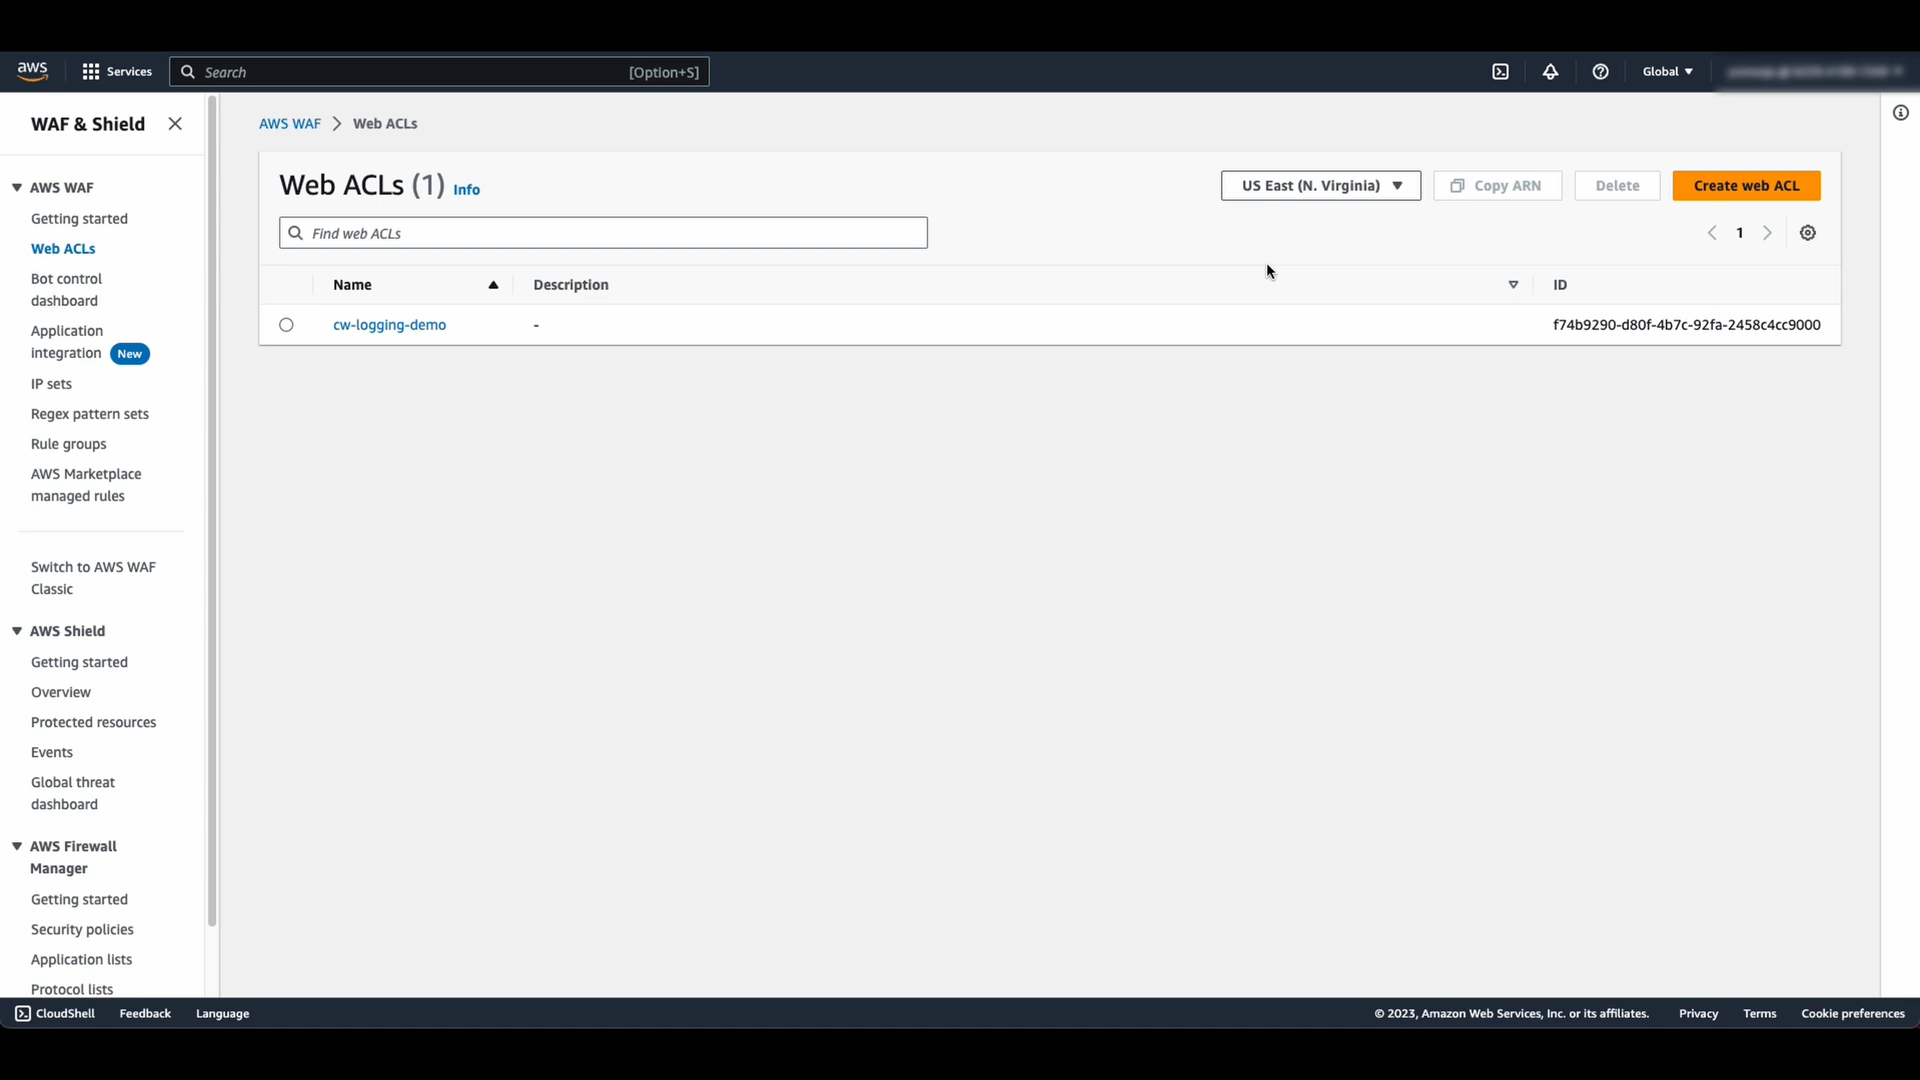 aws Services Search [Option+S] Global
WAF & Shield
AWS WAF
Getting started
Web ACLs
Bot control
dashboard
Application
integration New
IP sets
Regex pattern sets
Rule groups
AWS Marketplace
managed rules
Switch to AWS WAF
Classic
AWS Shield
Getting started
Overview
Protected resources
Events
Global threat
dashboard
AWS Firewall
Manager
Getting started
Security policies
Application lists
Protocol lists
AWS WAF > Web ACLs
Web ACLs (1) Info US East (N. Virginia) Copy ARN Delete Create web ACL
Find web ACLs 1
Name Description ID
cw-logging-demo - f74b9290-d80f-4b7c-92fa-2458c4cc9000
CloudShell Feedback Language © 2023, Amazon Web Services, Inc. or its affiliates. Privacy Terms Cookie preferences